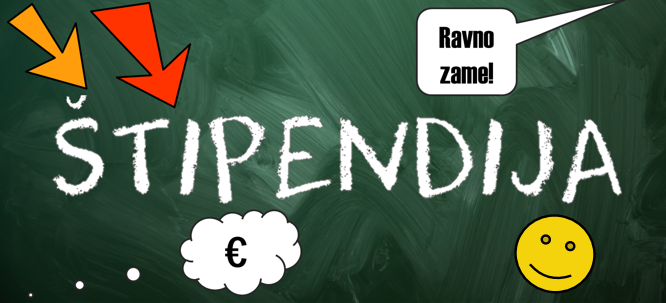 Ravno
zame!
ŠTIPENDIJA
€